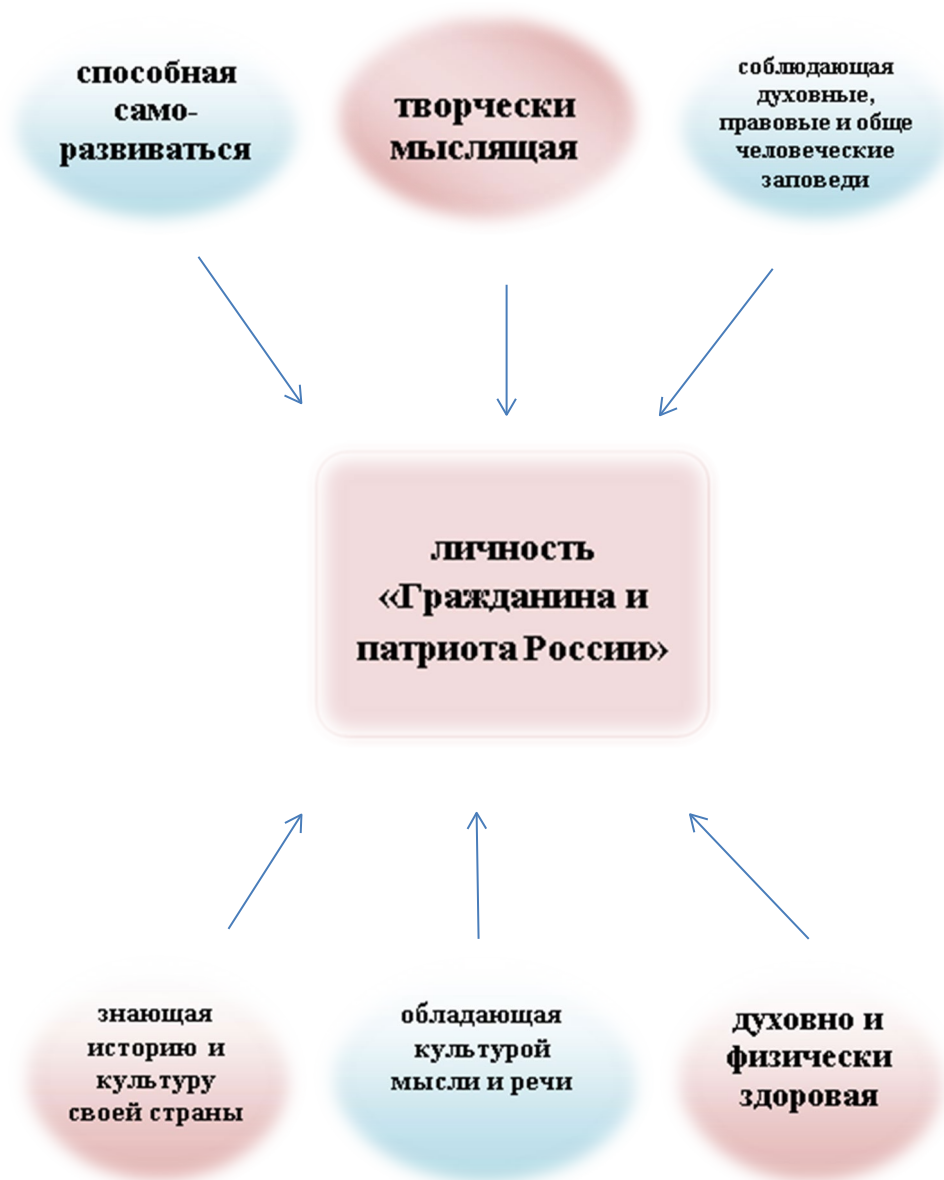 способная
само-
развиваться
творчески
мыслящая
соблюдающая
духовные,
правовые и обще
человеческие
заповеди
личность
«Гражданина и
патриота России»
знающая
историю и
культуру
своей страны
обладающая
культурой
мысли и речи
духовно и
физически
здоровая